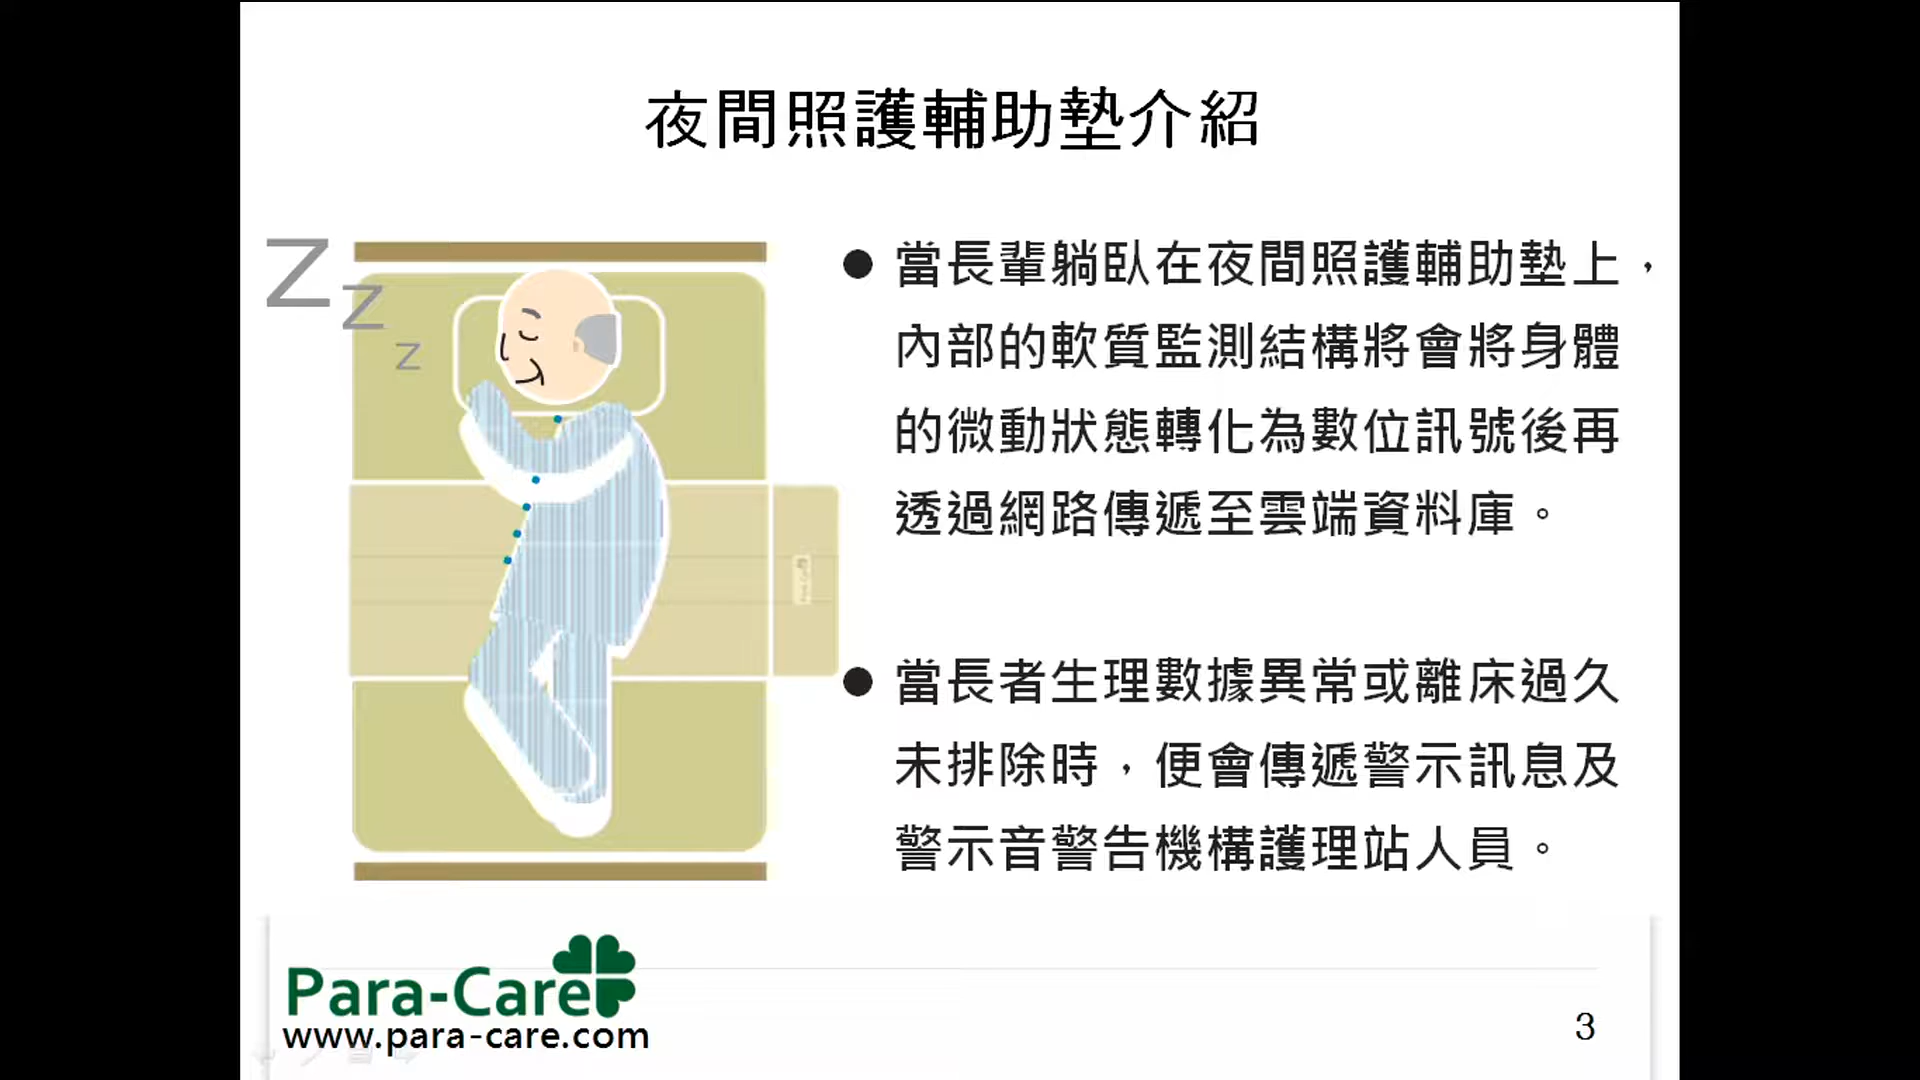 夜間照護輔助墊介紹
Z
Z
Z
當長輩躺臥在夜間照護輔助墊上，
內部的軟質監測結構將會將身體
的微動狀態轉化為數位訊號後再
透過網路傳遞至雲端資料庫。
當長者生理數據異常或離床過久
未排除時，便會傳遞警示訊息及
警示音警告機構護理站人員。
Para-Care
www.para-care.com
3